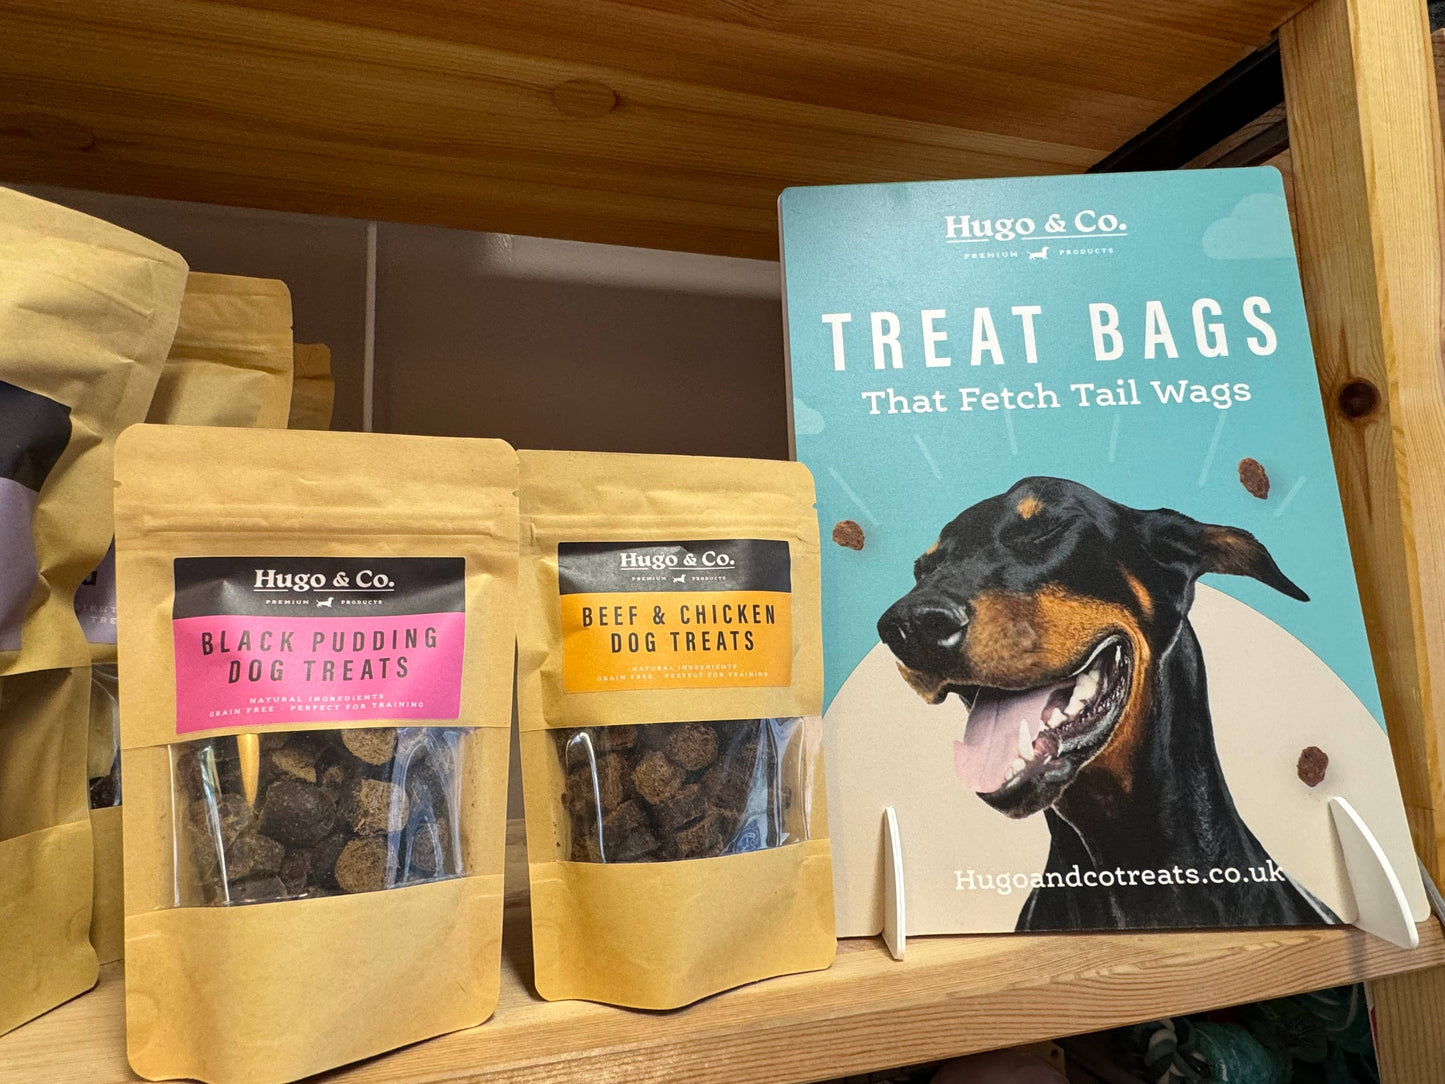 Hugo & Co.
PREMIUM PRODUCTS
TREAT BAGS
That Fetch Tail Wags
Hugoandcotreats.co.uk
Hugo & Co.
PREMIUM PRODUCTS
BLACK PUDDING
DOG TREATS
NATURAL INGREDIENTS
GRAIN FREE - PERFECT FOR TRAINING
Hugo & Co.
PREMIUM PRODUCTS
BEEF & CHICKEN
DOG TREATS
NATURAL INGREDIENTS
GRAIN FREE - PERFECT FOR TRAINING